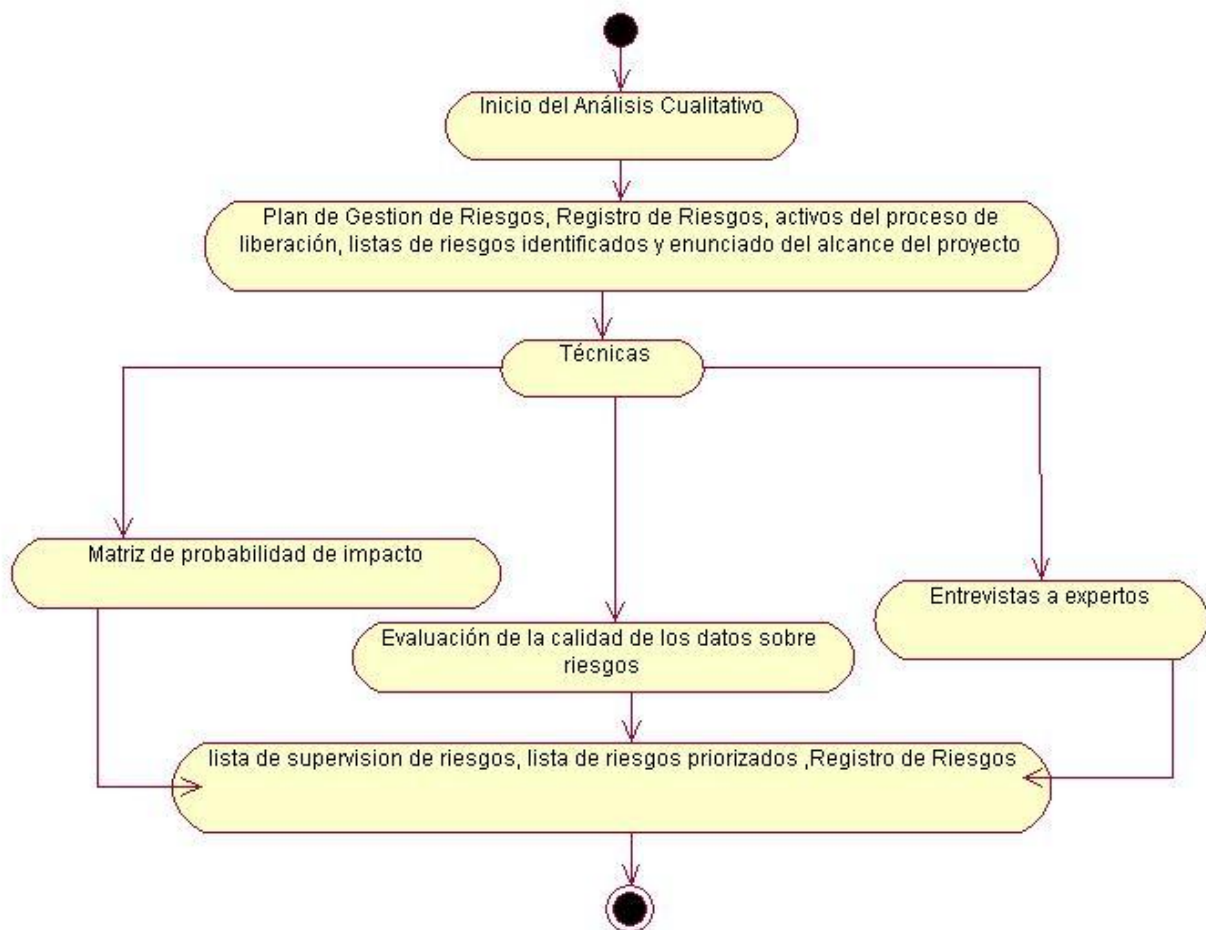 Inicio del Análisis Cualitativo
Plan de Gestion de Riesgos, Registro de Riesgos, activos del proceso de
liberación, listas de riesgos identificados y enunciado del alcance del proyecto
Técnicas
Matriz de probabilidad de impacto
Entrevistas a expertos
Evaluación de la calidad de los datos sobre
riesgos
lista de supervision de riesgos, lista de riesgos priorizados ,Registro de Riesgos